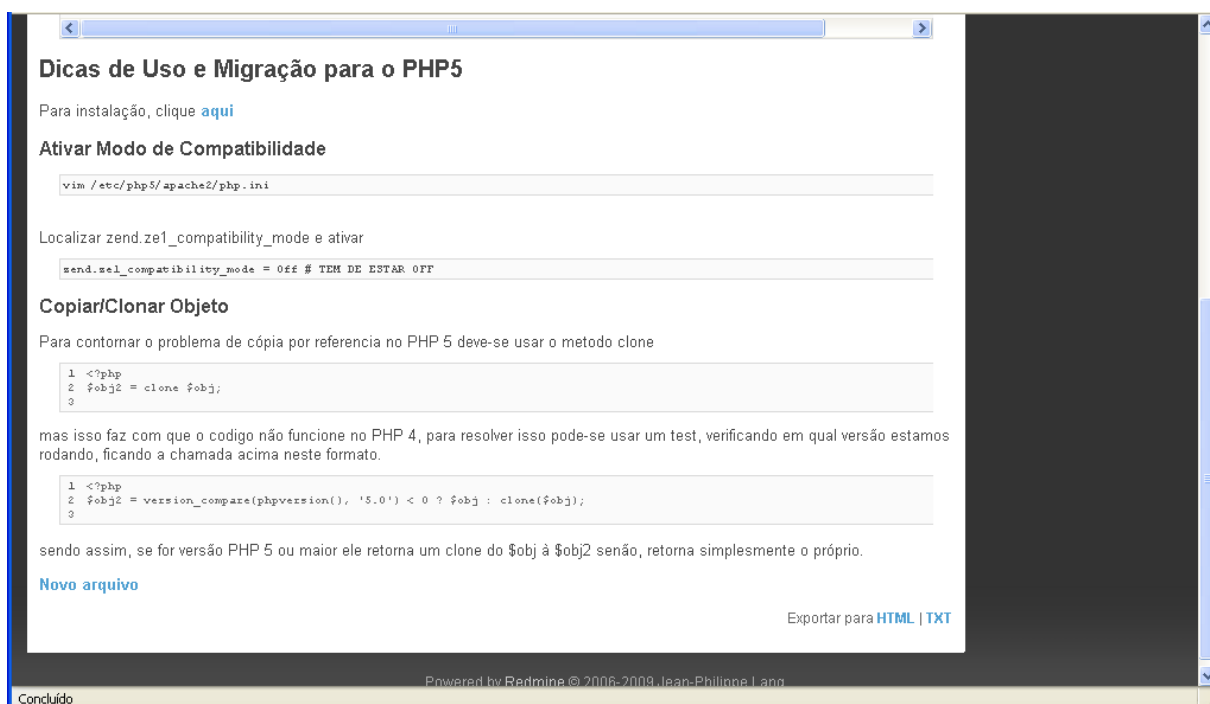 Dicas de Uso e Migração para o PHP5
Para instalação, clique aqui
Ativar Modo de Compatibilidade
vim /etc/php5/apache2/php.ini
Localizar zend.ze1_compatibility_mode e ativar
zend.ze1_compatibility_mode = Off # TEM DE ESTAR OFF
Copiar/Clonar Objeto
Para contornar o problema de cópia por referencia no PHP 5 deve-se usar o metodo clone
1 <?php
2 $obj2 = clone $obj;
3
mas isso faz com que o codigo não funcione no PHP 4, para resolver isso pode-se usar um test, verificando em qual versão estamos
rodando, ficando a chamada acima neste formato.
1 <?php
2 $obj2 = version_compare(phpversion(), '5.0') < 0 ? $obj : clone($obj);
3
sendo assim, se for versão PHP 5 ou maior ele retorna um clone do $obj à $obj2 senão, retorna simplesmente o próprio.
Novo arquivo
Exportar para HTML | TXT
Powered by Redmine © 2006-2009 Jean-Philippe Lang
Concluído